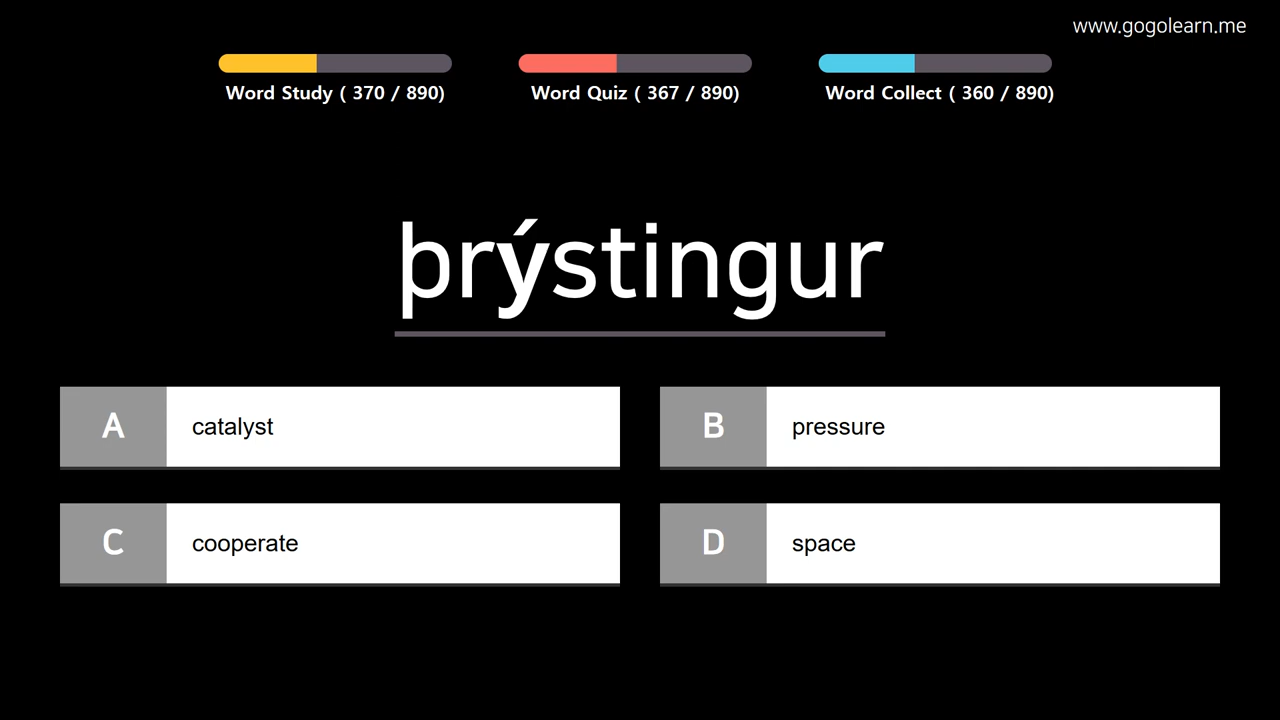 www.gogolearn.me
Word Study ( 370 / 890)
Word Quiz ( 367 / 890)
Word Collect ( 360 / 890)
þrýstingur
A
catalyst
B
pressure
C
cooperate
D
space